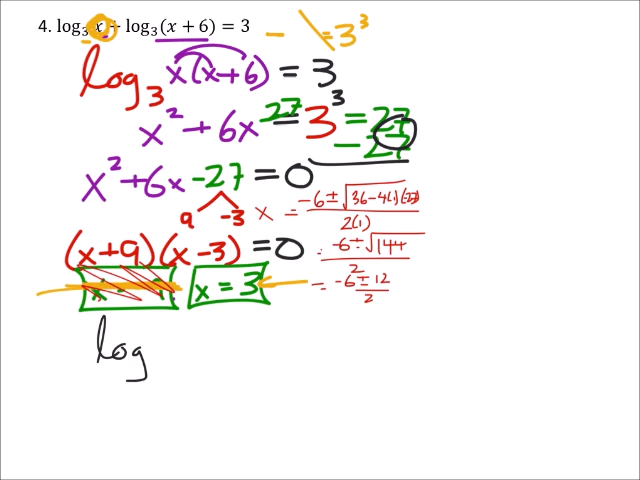 4. log₃ x + log₃(x + 6) = 3
− = 3³
log₃ x(x+6) = 3
x² + 6x = 3³ = 27
27 − 27
x² + 6x − 27 = 0
9 −3
x = −6 ± √36−4(1)(−27) / 2(1)
(x+9)(x−3) = 0
= −6 ± √144 / 2
x = 3
= −6 ± 12 / 2
log